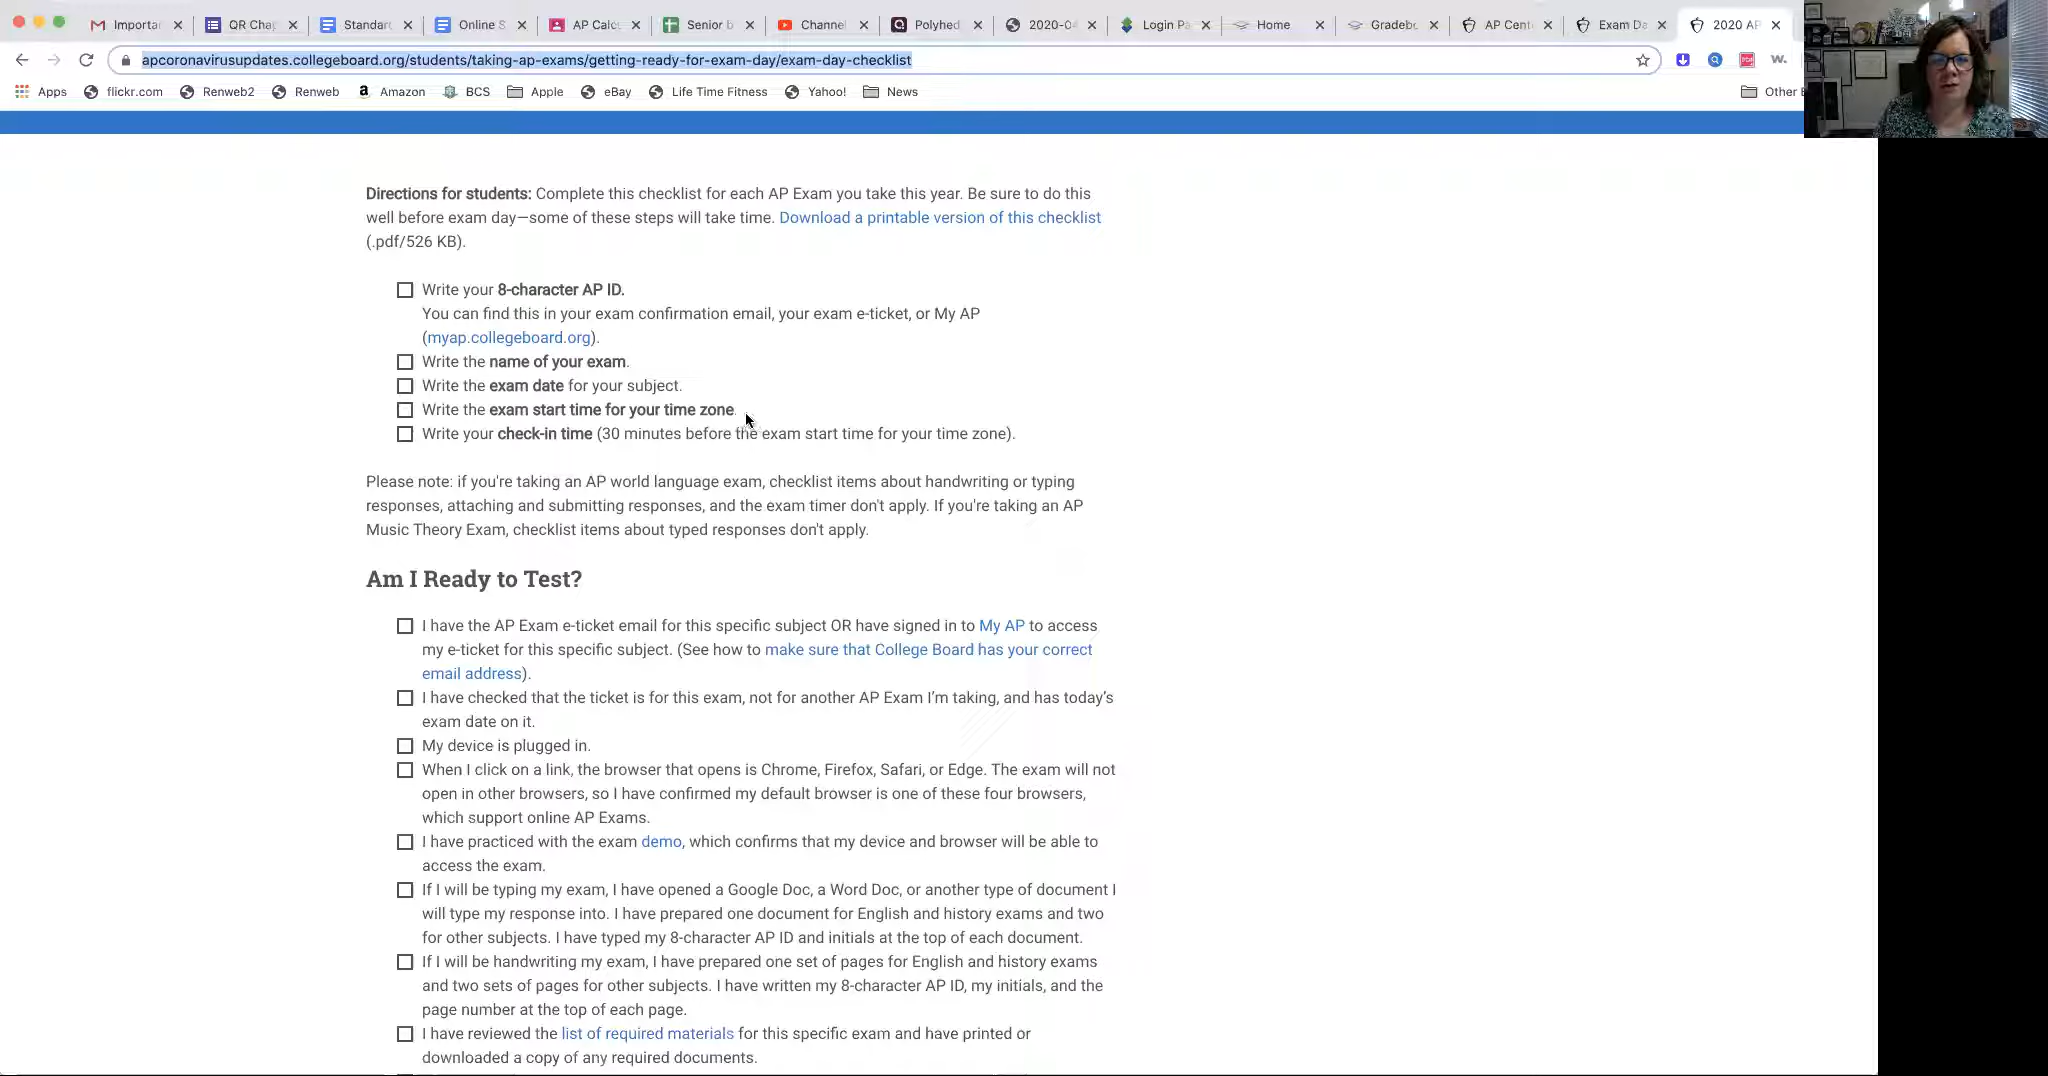 Importa
QR Cha
Standar
Online S
AP Calc
Senior b
Channel
Polyhed
2020-0
Login Pa
Home
Gradeb
AP Cent
Exam Da
2020 AP
apcoronavirusupdates.collegeboard.org/students/taking-ap-exams/getting-ready-for-exam-day/exam-day-checklist
Apps flickr.com Renweb2 Renweb Amazon BCS Apple eBay Life Time Fitness Yahoo! News Other
Directions for students: Complete this checklist for each AP Exam you take this year. Be sure to do this
well before exam day—some of these steps will take time. Download a printable version of this checklist
(.pdf/526 KB).
Write your 8-character AP ID.
You can find this in your exam confirmation email, your exam e-ticket, or My AP
(myap.collegeboard.org).
Write the name of your exam.
Write the exam date for your subject.
Write the exam start time for your time zone.
Write your check-in time (30 minutes before the exam start time for your time zone).
Please note: if you're taking an AP world language exam, checklist items about handwriting or typing
responses, attaching and submitting responses, and the exam timer don't apply. If you're taking an AP
Music Theory Exam, checklist items about typed responses don't apply.
Am I Ready to Test?
I have the AP Exam e-ticket email for this specific subject OR have signed in to My AP to access
my e-ticket for this specific subject. (See how to make sure that College Board has your correct
email address).
I have checked that the ticket is for this exam, not for another AP Exam I'm taking, and has today's
exam date on it.
My device is plugged in.
When I click on a link, the browser that opens is Chrome, Firefox, Safari, or Edge. The exam will not
open in other browsers, so I have confirmed my default browser is one of these four browsers,
which support online AP Exams.
I have practiced with the exam demo, which confirms that my device and browser will be able to
access the exam.
If I will be typing my exam, I have opened a Google Doc, a Word Doc, or another type of document I
will type my response into. I have prepared one document for English and history exams and two
for other subjects. I have typed my 8-character AP ID and initials at the top of each document.
If I will be handwriting my exam, I have prepared one set of pages for English and history exams
and two sets of pages for other subjects. I have written my 8-character AP ID, my initials, and the
page number at the top of each page.
I have reviewed the list of required materials for this specific exam and have printed or
downloaded a copy of any required documents.